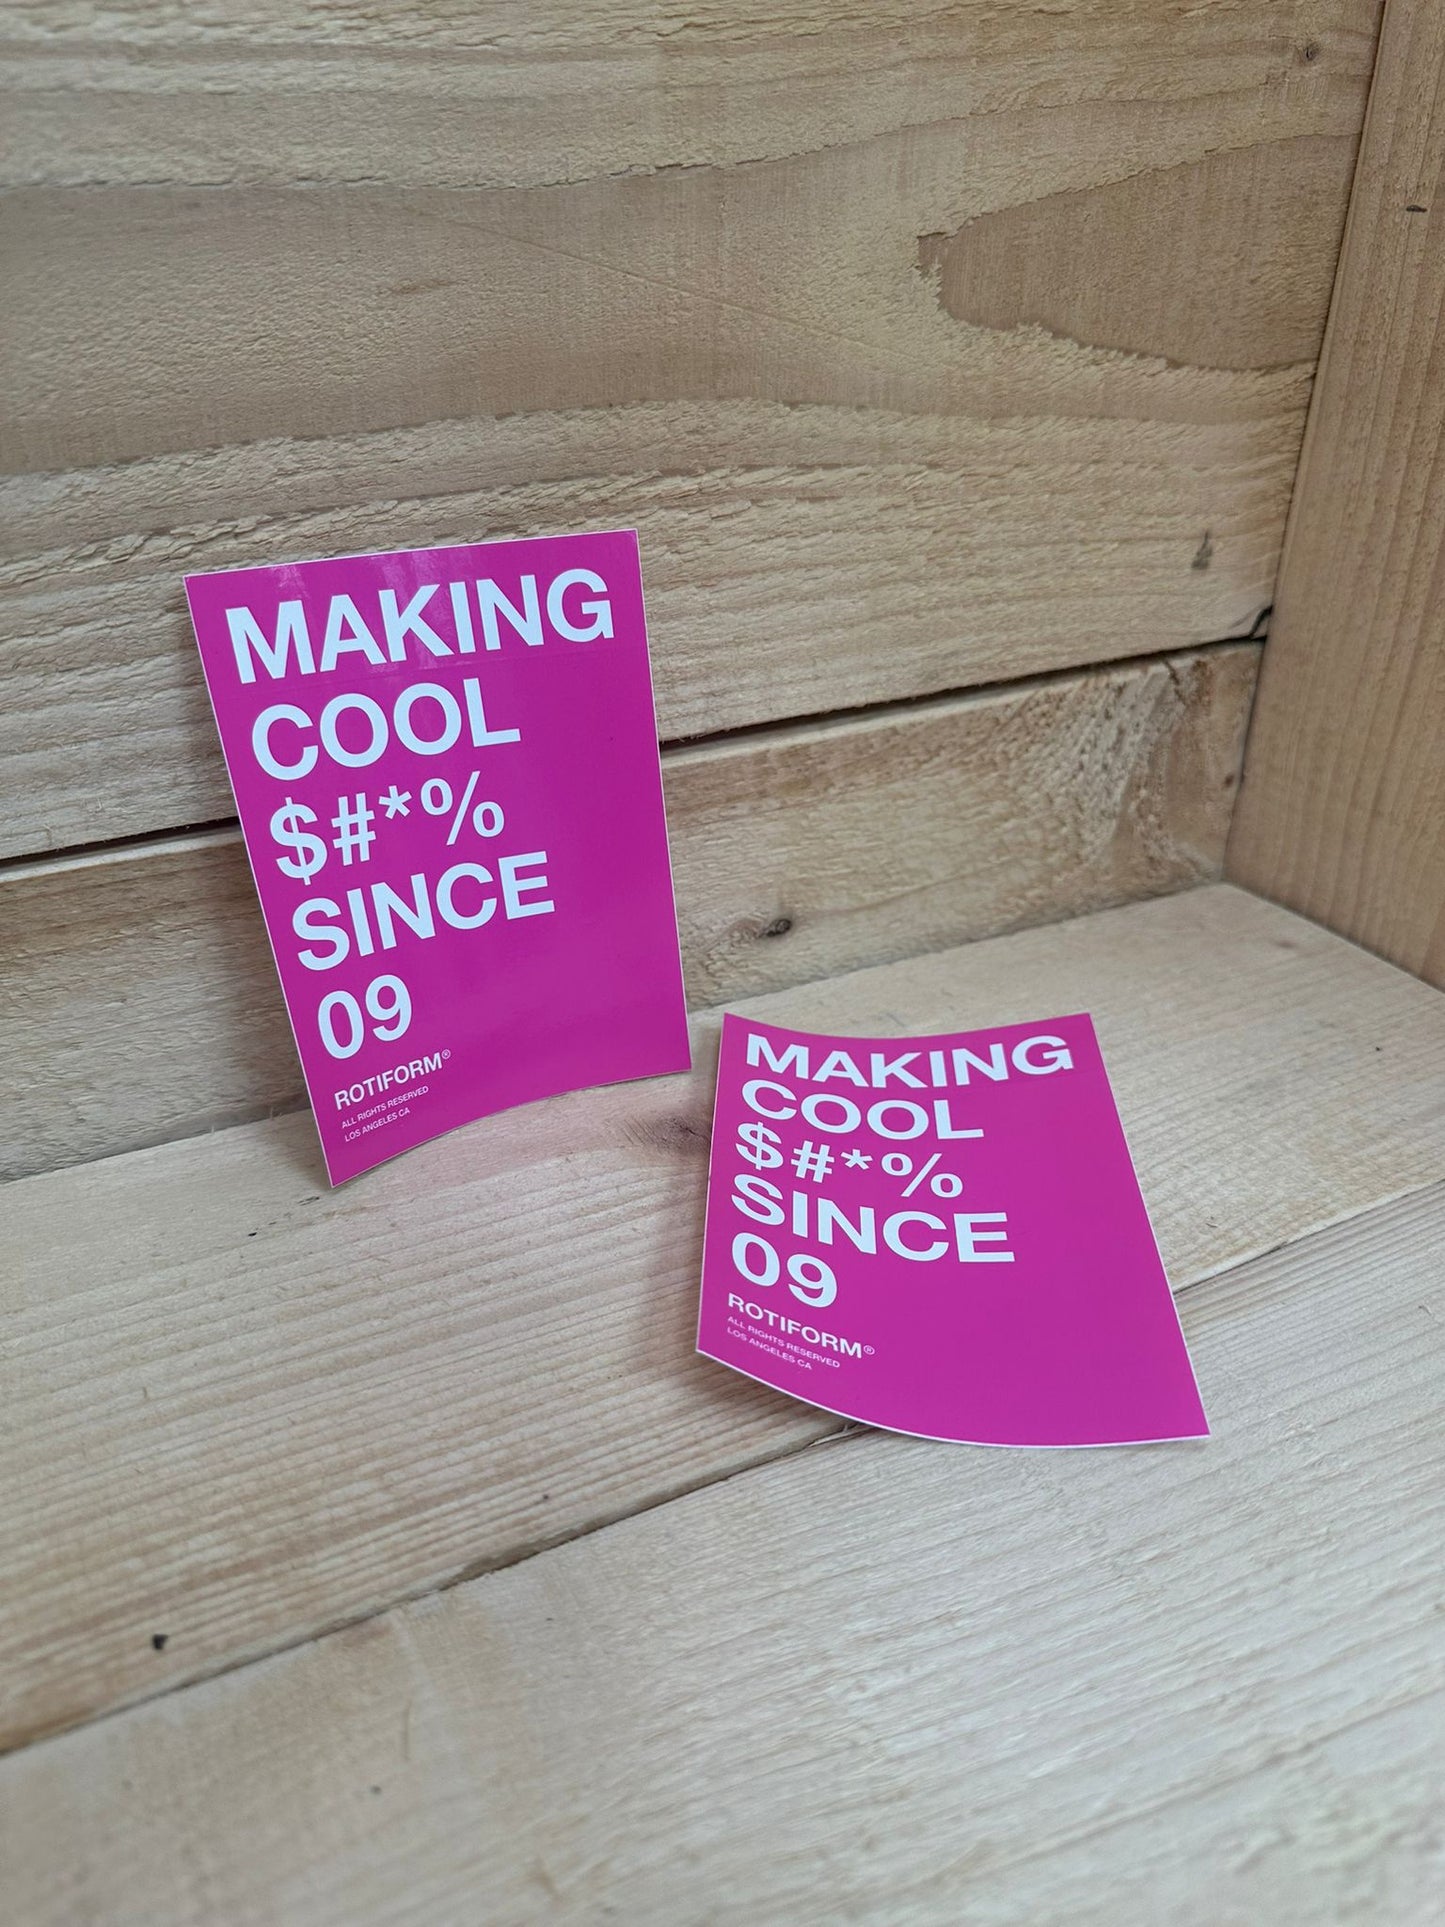 MAKING
COOL
$#*%
SINCE
09
ROTIFORM®
ALL RIGHTS RESERVED
LOS ANGELES CA
MAKING
COOL
$#*%
SINCE
09
ROTIFORM®
ALL RIGHTS RESERVED
LOS ANGELES CA